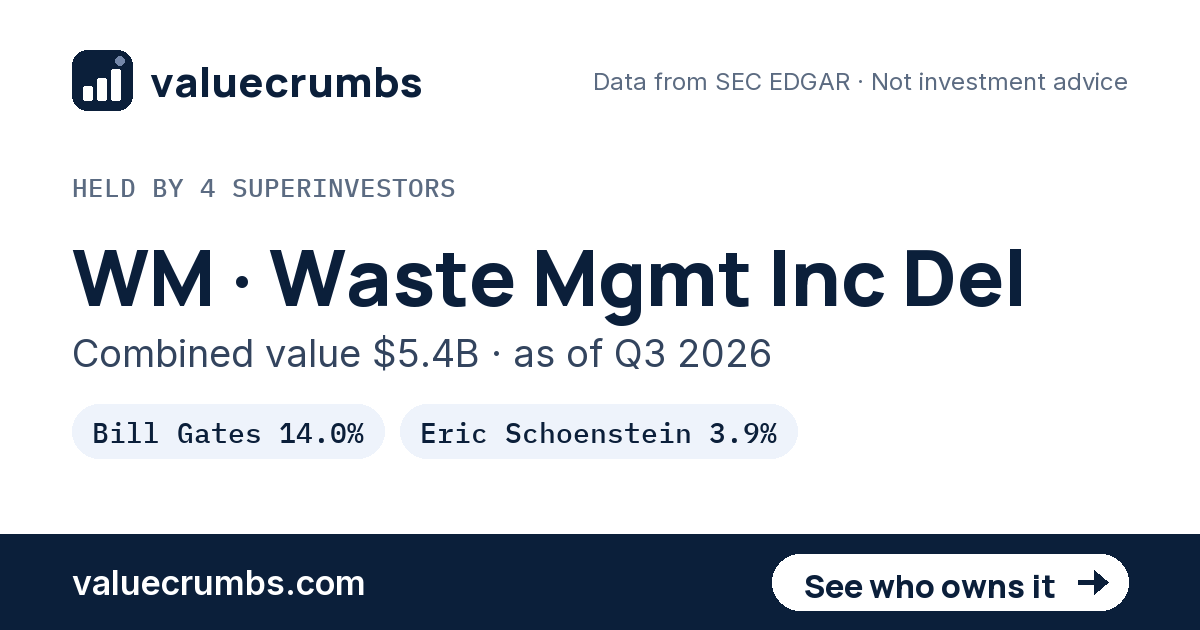 valuecrumbs
Data from SEC EDGAR · Not investment advice
HELD BY 4 SUPERINVESTORS
WM · Waste Mgmt Inc Del
Combined value $5.4B · as of Q3 2026
Bill Gates 14.0%
Eric Schoenstein 3.9%
valuecrumbs.com
See who owns it →